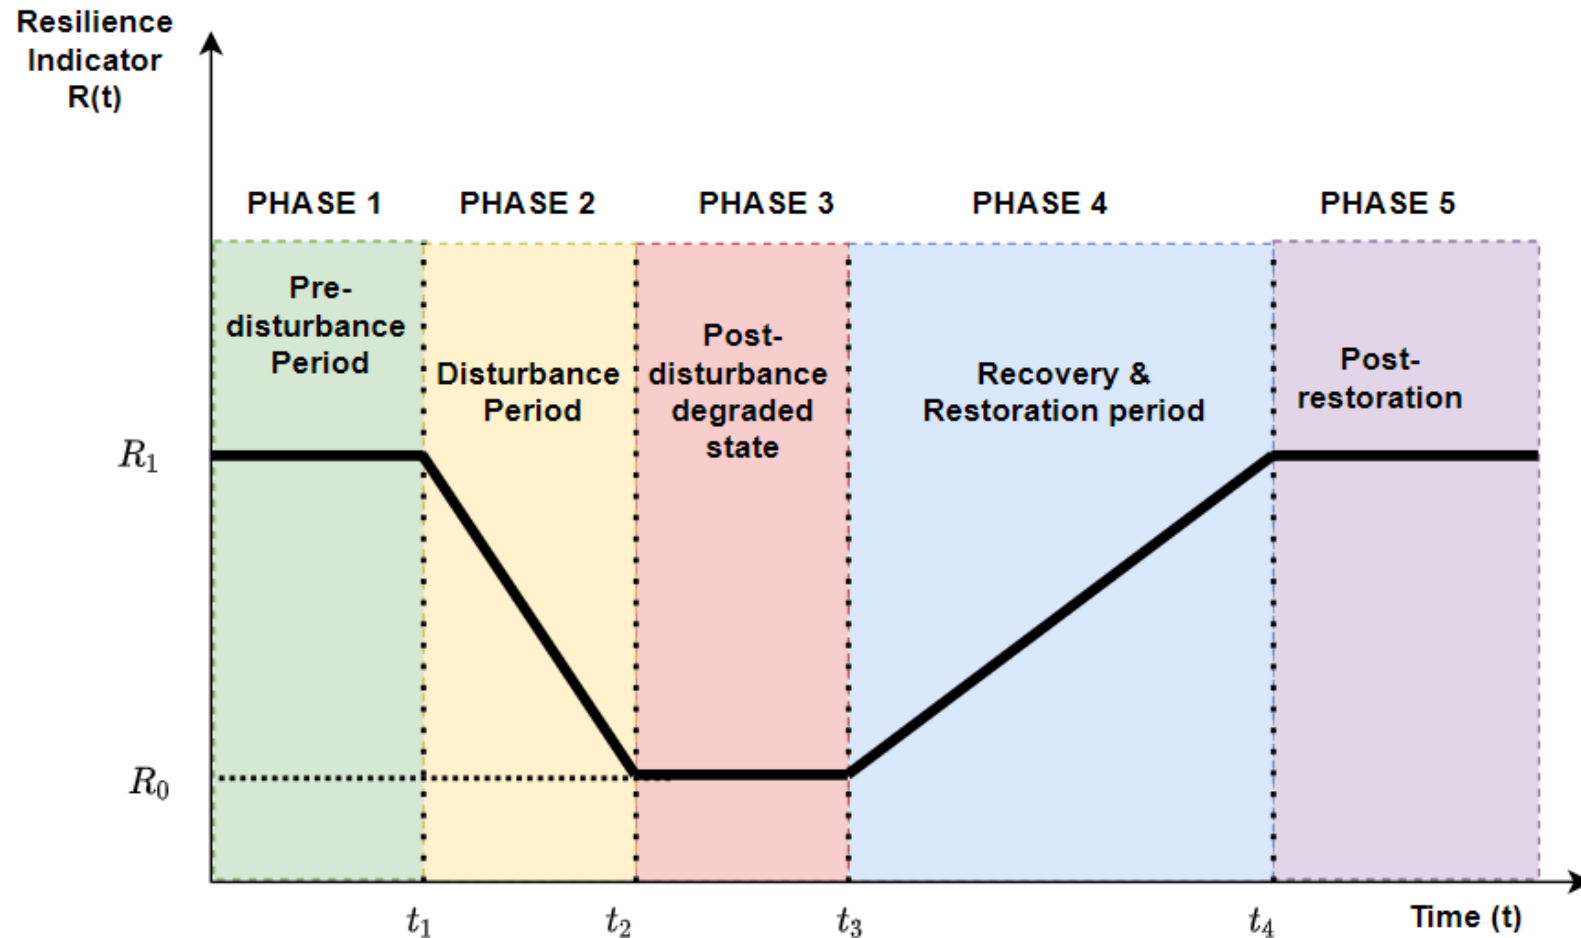 Resilience
Indicator
R(t)
PHASE 1
PHASE 2
PHASE 3
PHASE 4
PHASE 5
Pre-
disturbance
Period
Disturbance
Period
Post-
disturbance
degraded
state
Recovery &
Restoration period
Post-
restoration
R₁
R₀
t₁
t₂
t₃
t₄
Time (t)